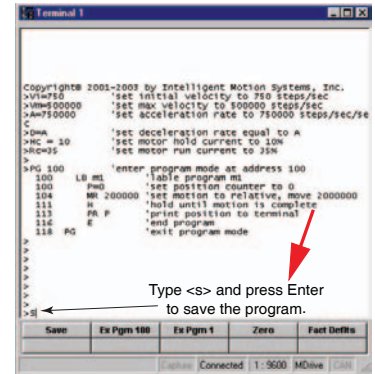 Terminal 1
Copyright® 2001-2003 by Intelligent Motion Systems, Inc.
>Vi=750 'set initial velocity to 750 steps/sec
>Vm=500000 'set max velocity to 500000 steps/sec
>A=750000 'set acceleration rate to 750000 steps/sec/se
c
>D=A 'set deceleration rate equal to A
>HC = 10 'set motor hold current to 10%
>RC=35 'set motor run current to 35%
>
>PG 100 'enter program mode at address 100
100 LB m1 'lable program m1
100 P=0 'set position counter to 0
104 MR 200000 'set motion to relative, move 2000000
111 H 'hold until motion is complete
113 PR P 'print position to terminal
116 E 'end program
118 PG 'exit program mode
>
>
>
>
>
>
>
>S
Type <s> and press Enter
to save the program.
Save Ex Pgm 100 Ex Pgm 1 Zero Fact Deflts
Capture Connected 1 : 9600 MDrive CAN